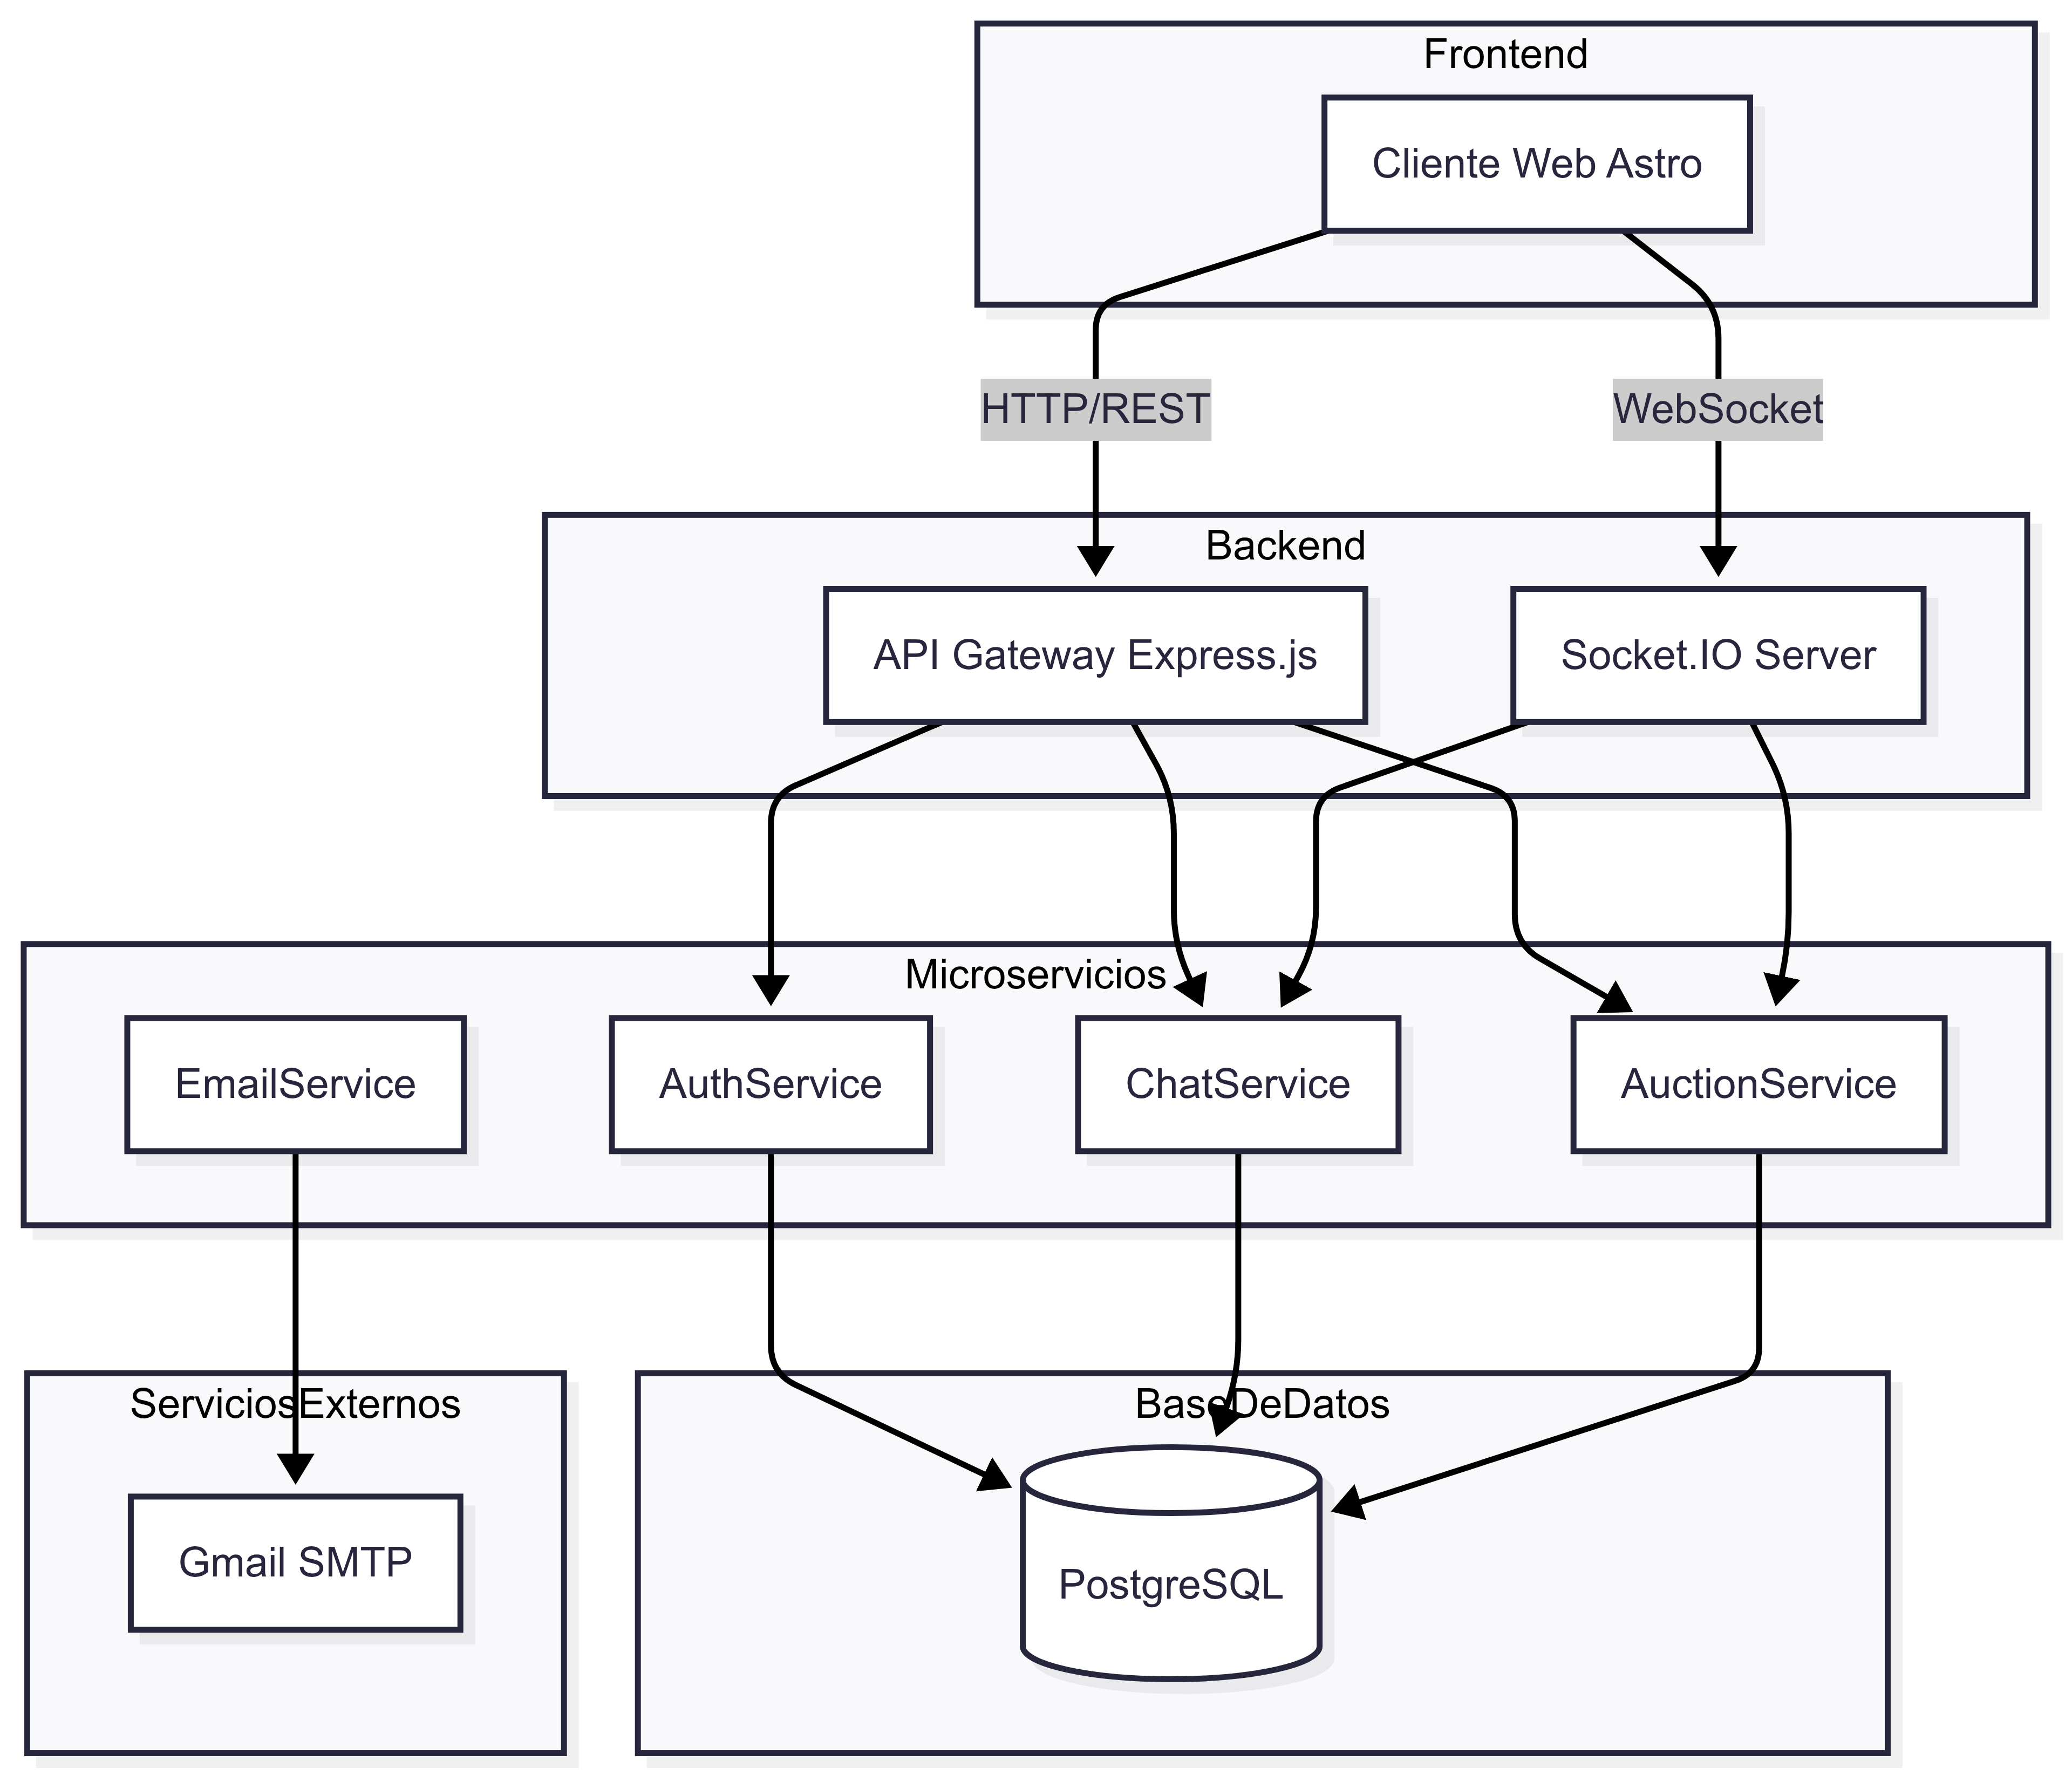 Frontend
Cliente Web Astro
HTTP/REST
WebSocket
Backend
API Gateway Express.js
Socket.IO Server
Microservicios
EmailService
AuthService
ChatService
AuctionService
ServiciosExternos
BaseDeDatos
Gmail SMTP
PostgreSQL